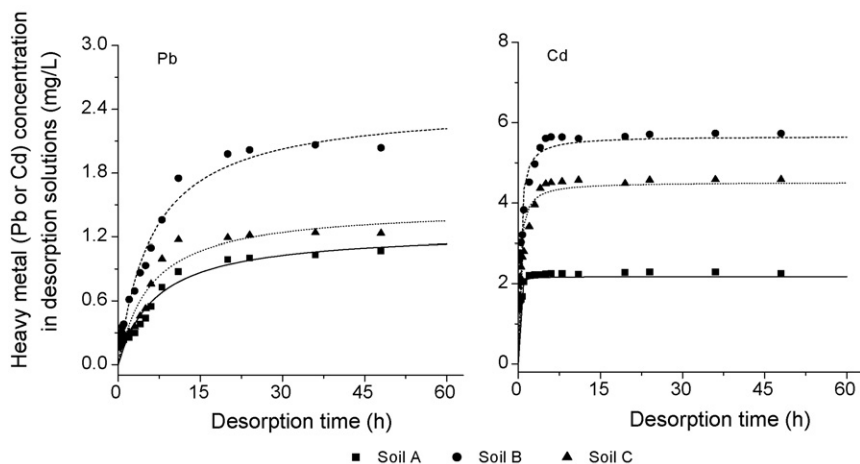 Heavy metal (Pb or Cd) concentration
in desorption solutions (mg/L)
Pb
3.0
2.4
1.8
1.2
0.6
0.0
0 15 30 45 60
Desorption time (h)
Cd
8
6
4
2
0
0 15 30 45 60
Desorption time (h)
Soil A Soil B Soil C